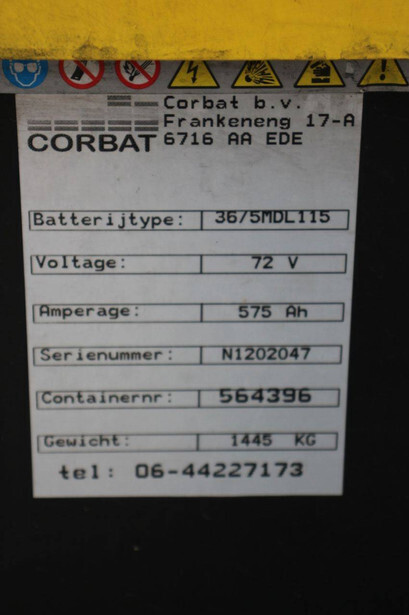 Corbat b.v.
Frankeneng 17-A
CORBAT 6716 AA EDE
Batterijtype: 36/5MDL115
Voltage: 72 V
Amperage: 575 Ah
Serienummer: N1202047
Containernr: 564396
Gewicht: 1445 KG
tel: 06-44227173